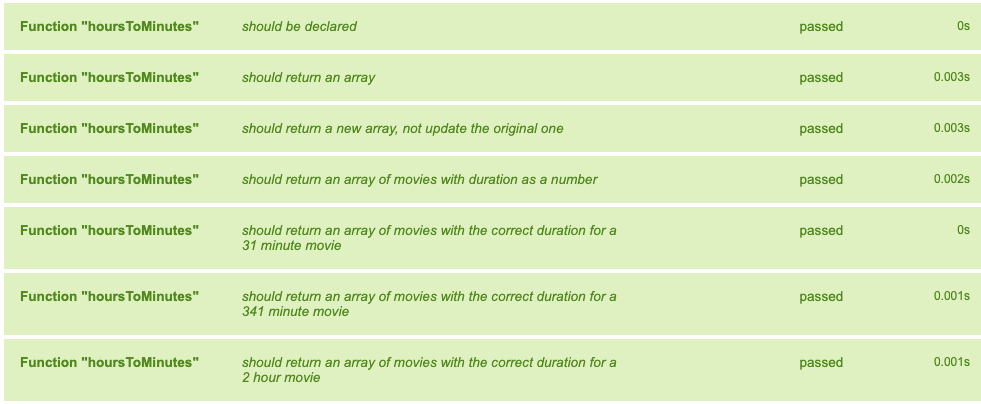 Function "hoursToMinutes" should be declared passed 0s
Function "hoursToMinutes" should return an array passed 0.003s
Function "hoursToMinutes" should return a new array, not update the original one passed 0.003s
Function "hoursToMinutes" should return an array of movies with duration as a number passed 0.002s
Function "hoursToMinutes" should return an array of movies with the correct duration for a passed 0s
31 minute movie
Function "hoursToMinutes" should return an array of movies with the correct duration for a passed 0.001s
341 minute movie
Function "hoursToMinutes" should return an array of movies with the correct duration for a passed 0.001s
2 hour movie